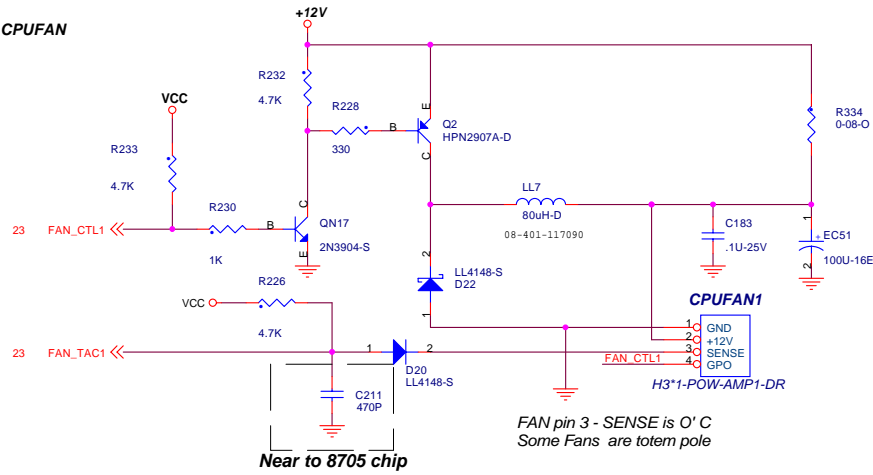 CPUFAN
+12V
R232
4.7K
R228
330
B
E
C
Q2
HPN2907A-D
R334
0-08-O
VCC
R233
4.7K
23 FAN_CTL1
R230
1K
B
C
E
QN17
2N3904-S
LL7
80uH-D
08-401-117090
C183
.1U-25V
1
+
2
EC51
100U-16E
2
1
LL4148-S
D22
VCC
R226
4.7K
23 FAN_TAC1
1
2
D20
LL4148-S
C211
470P
CPUFAN1
1 GND
2 +12V
3 SENSE
4 GPO
FAN_CTL1
H3*1-POW-AMP1-DR
FAN pin 3 - SENSE is O' C
Some Fans are totem pole
Near to 8705 chip